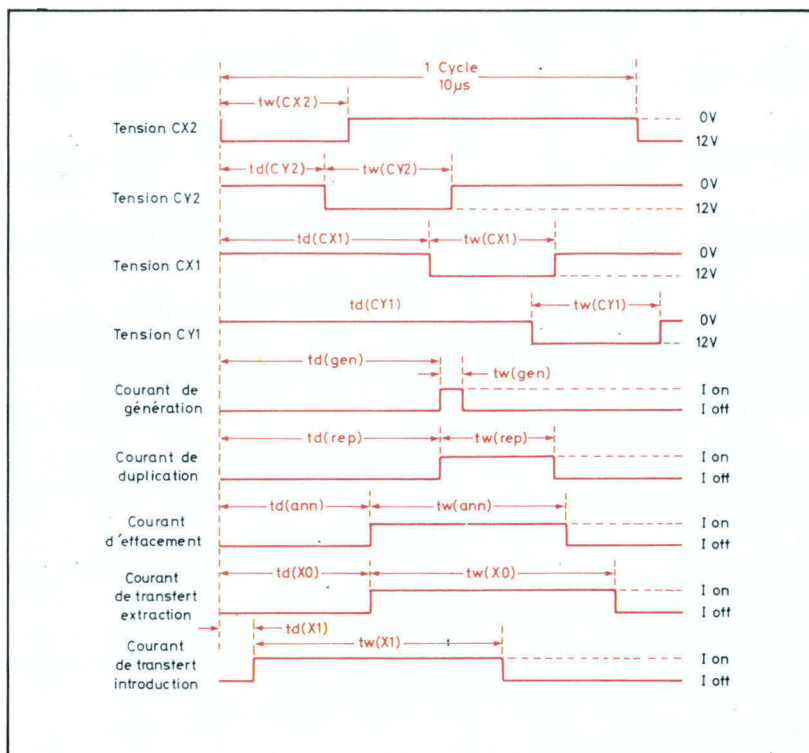 1 Cycle
10µs
tw(CX2)
Tension CX2
0V
12V
td(CY2)
tw(CY2)
Tension CY2
0V
12V
td(CX1)
tw(CX1)
Tension CX1
0V
12V
td(CY1)
tw(CY1)
Tension CY1
0V
12V
td(gen)
tw(gen)
Courant de
génération
I on
I off
td(rep)
tw(rep)
Courant de
duplication
I on
I off
td(ann)
tw(ann)
Courant
d'éffacement
I on
I off
td(X0)
tw(X0)
Courant
de transfert
extraction
I on
I off
td(X1)
tw(X1)
Courant
de transfert
introduction
I on
I off